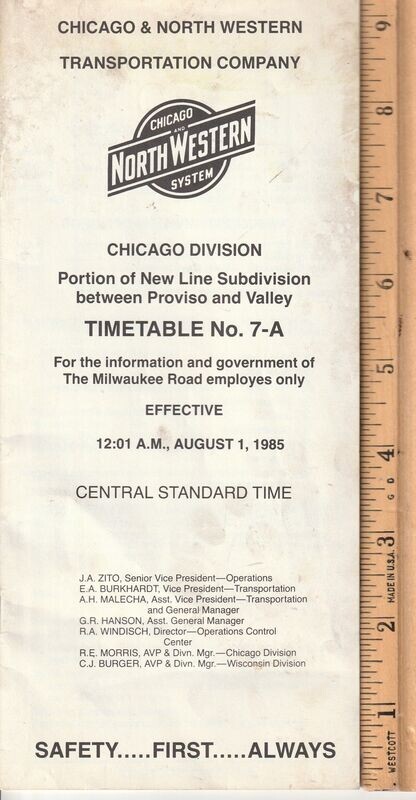 CHICAGO & NORTH WESTERN
TRANSPORTATION COMPANY
CHICAGO
AND
NORTH WESTERN
SYSTEM
CHICAGO DIVISION
Portion of New Line Subdivision
between Proviso and Valley
TIMETABLE No. 7-A
For the information and government of
The Milwaukee Road employes only
EFFECTIVE
12:01 A.M., AUGUST 1, 1985
CENTRAL STANDARD TIME
J.A. ZITO, Senior Vice President—Operations
E.A. BURKHARDT, Vice President—Transportation
A.H. MALECHA, Asst. Vice President—Transportation
and General Manager
G.R. HANSON, Asst. General Manager
R.A. WINDISCH, Director—Operations Control
Center
R.E. MORRIS, AVP & Divn. Mgr.—Chicago Division
C.J. BURGER, AVP & Divn. Mgr.—Wisconsin Division
SAFETY.....FIRST.....ALWAYS
9
8
7
6
5
4
3
2
1
MADE IN U.S.A.
WESTCOTT